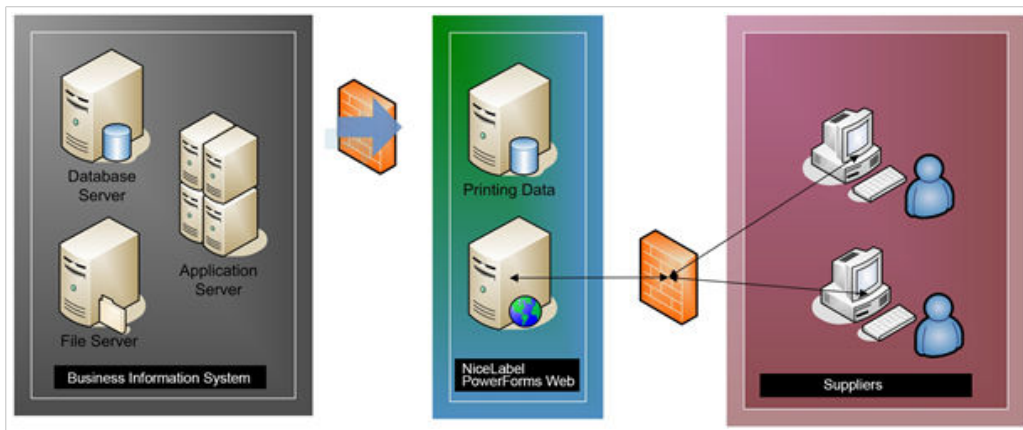 Database
Server
Application
Server
File Server
Business Information System
Printing Data
NiceLabel
PowerForms Web
Suppliers